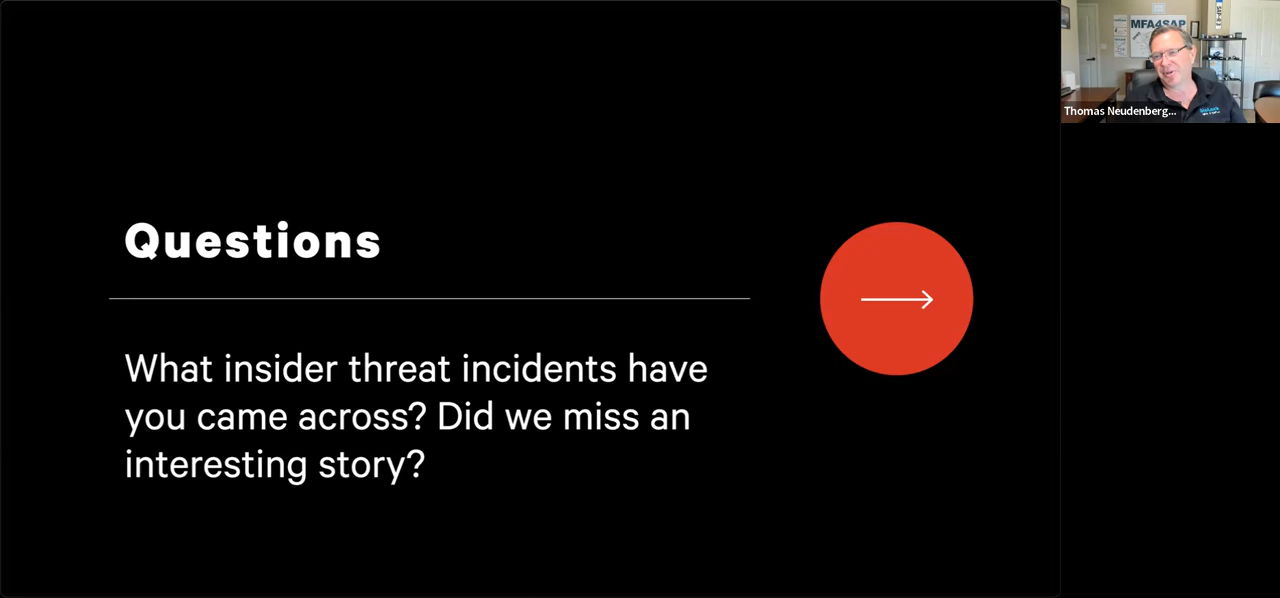 Questions
What insider threat incidents have
you came across? Did we miss an
interesting story?
MFA4SAP
Thomas Neudenberg...